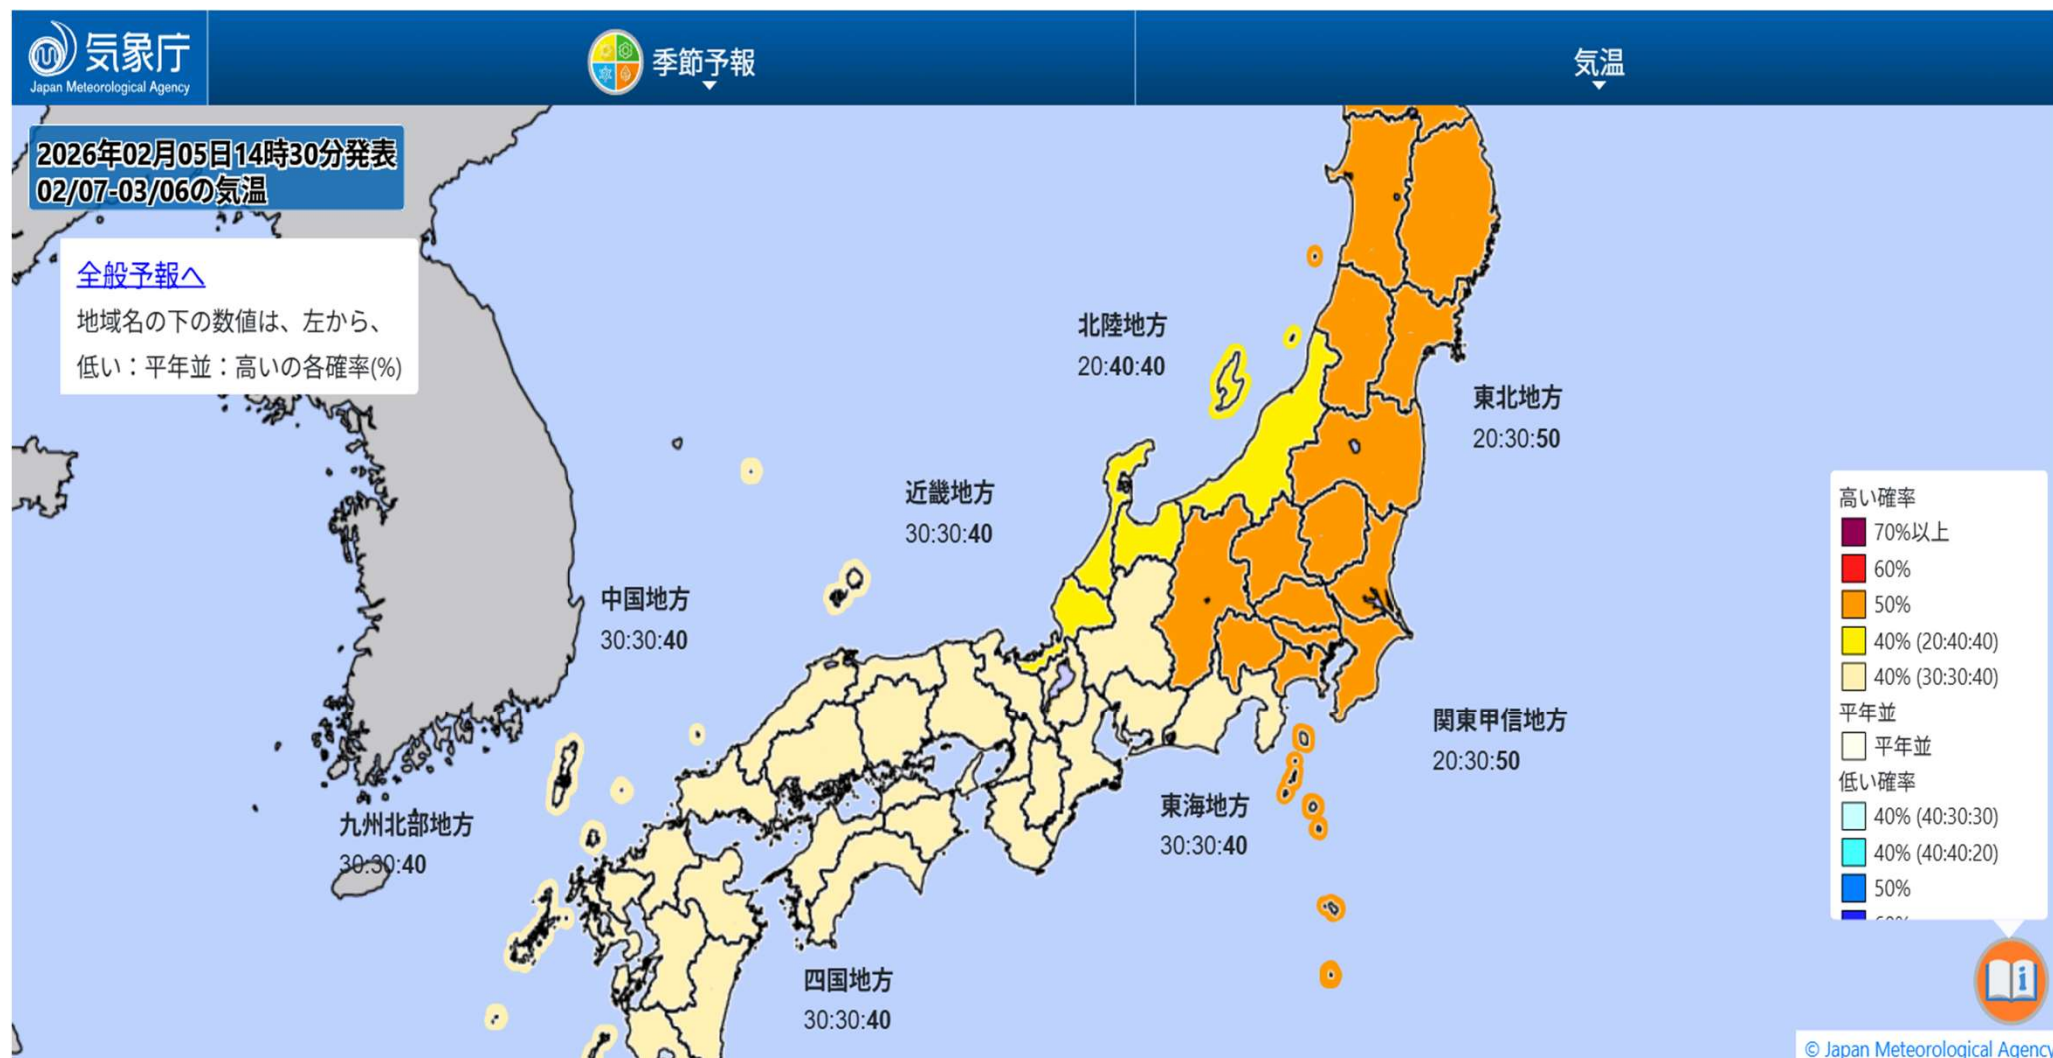 気象庁
Japan Meteorological Agency
季節予報
気温
2026年02月05日14時30分発表
02/07-03/06の気温
全般予報へ
地域名の下の数値は、左から、
低い：平年並：高いの各確率(%)
北陸地方
20:40:40
東北地方
20:30:50
近畿地方
30:30:40
中国地方
30:30:40
関東甲信地方
20:30:50
東海地方
30:30:40
九州北部地方
30:30:40
四国地方
30:30:40
高い確率
70%以上
60%
50%
40% (20:40:40)
40% (30:30:40)
平年並
平年並
低い確率
40% (40:30:30)
40% (40:40:20)
50%
60%
© Japan Meteorological Agency